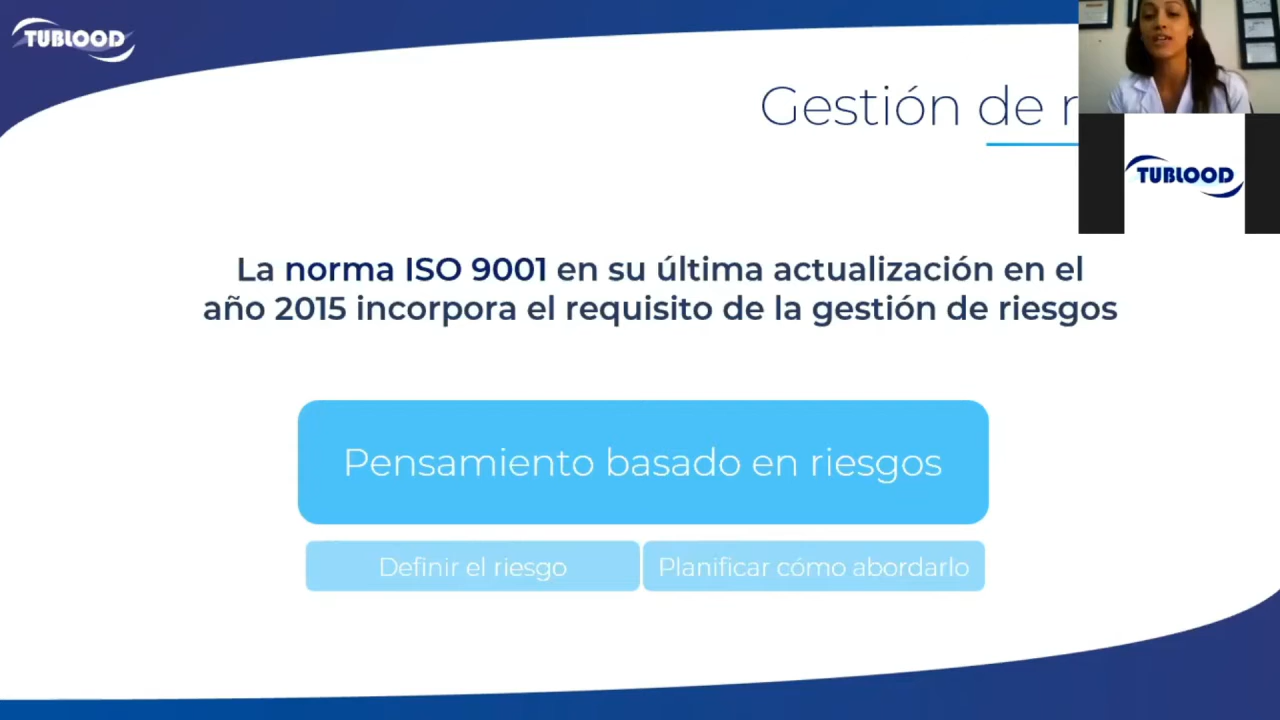 TUBLOOD
Gestión de
TUBLOOD
La norma ISO 9001 en su última actualización en el
año 2015 incorpora el requisito de la gestión de riesgos
Pensamiento basado en riesgos
Definir el riesgo
Planificar cómo abordarlo